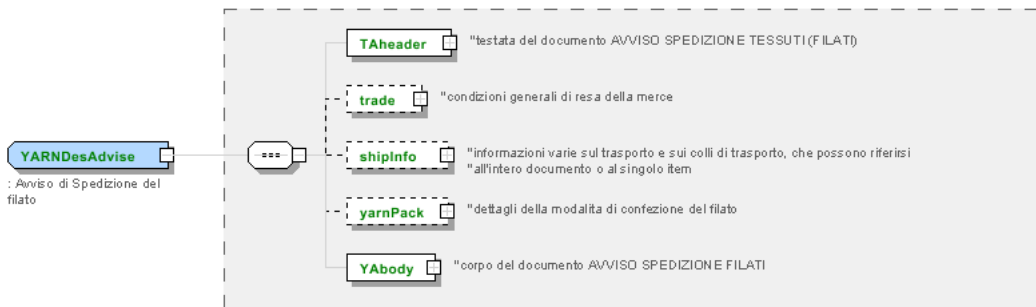 TAheader
"testata del documento AVVISO SPEDIZIONE TESSUTI (FILATI)
trade
"condizioni generali di resa della merce
YARNDesAdvise
: Avviso di Spedizione del
filato
shipInfo
"informazioni varie sul trasporto e sui colli di trasporto, che possono riferirsi
"all'intero documento o al singolo item
yarnPack
"dettagli della modalita di confezione del filato
YAbody
"corpo del documento AVVISO SPEDIZIONE FILATI